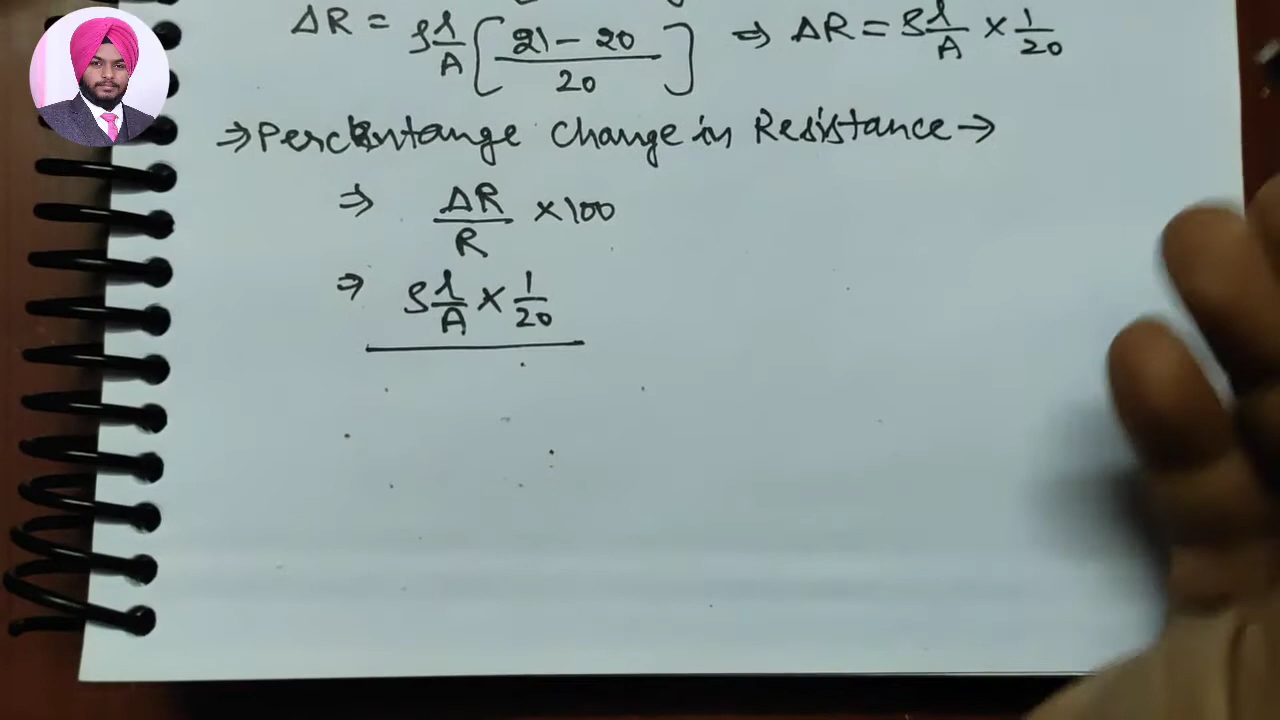 ΔR = ρl/A [21 - 20/20] ⇒ ΔR = ρl/A × 1/20
⇒ Percentange Change in Resistance →
⇒ ΔR/R × 100
⇒ ρl/A × 1/20